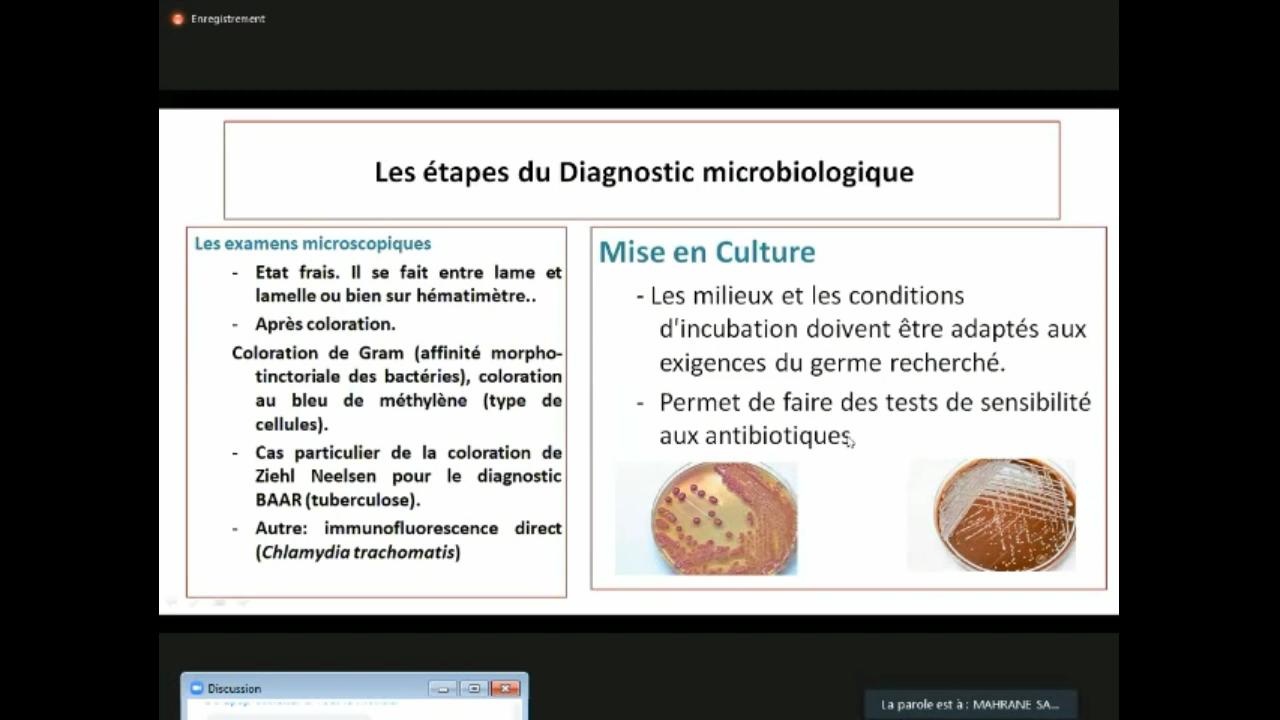 Enregistrement
Les étapes du Diagnostic microbiologique
Les examens microscopiques
- Etat frais. Il se fait entre lame et
lamelle ou bien sur hématimètre..
- Après coloration.
Coloration de Gram (affinité morpho-
tinctoriale des bactéries), coloration
au bleu de méthylène (type de
cellules).
- Cas particulier de la coloration de
Ziehl Neelsen pour le diagnostic
BAAR (tuberculose).
- Autre: immunofluorescence direct
(Chlamydia trachomatis)
Mise en Culture
- Les milieux et les conditions
d'incubation doivent être adaptés aux
exigences du germe recherché.
- Permet de faire des tests de sensibilité
aux antibiotiques
Discussion
La parole est à : MAHRANE SA...